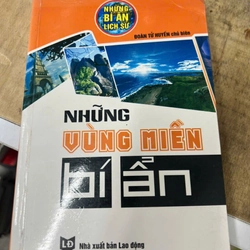 NHỮNG
BÍ ẨN
LỊCH SỬ
ĐOÀN TỬ HUYẾN chủ biên
NHỮNG
VÙNG MIỀN
bí ẩn
LĐ
Nhà xuất bản Lao động